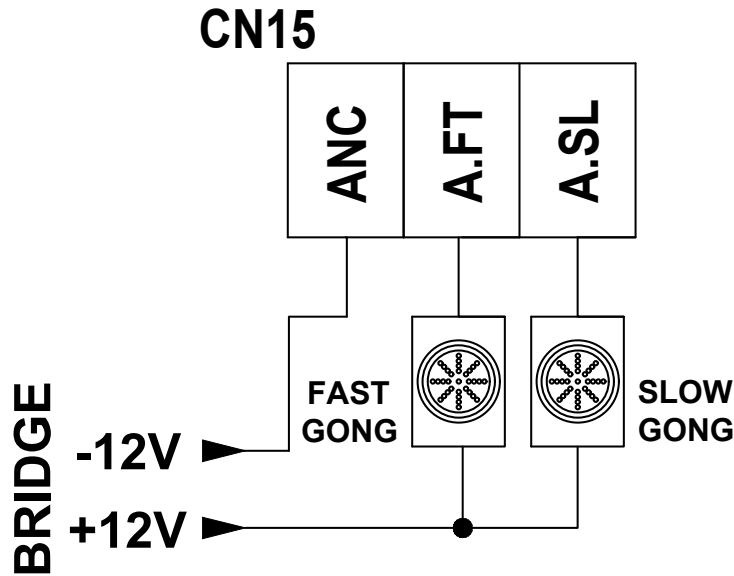 CN15
ANC
A.FT
A.SL
FAST
GONG
SLOW
GONG
BRIDGE
-12V
+12V